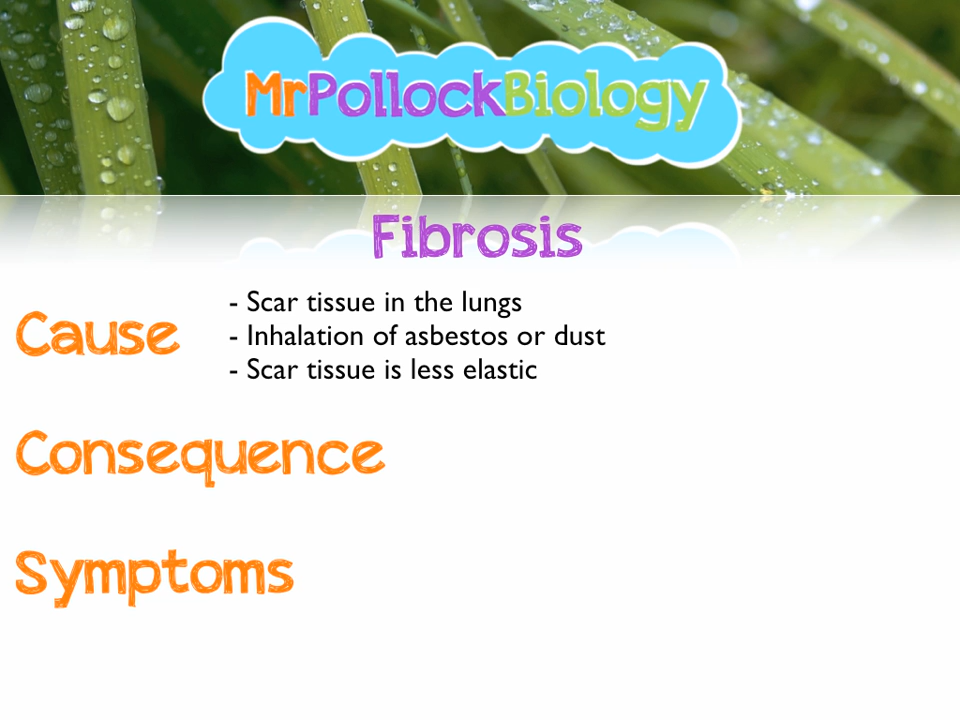 MrPollockBiology
Fibrosis
Cause
- Scar tissue in the lungs
- Inhalation of asbestos or dust
- Scar tissue is less elastic
Consequence
Symptoms